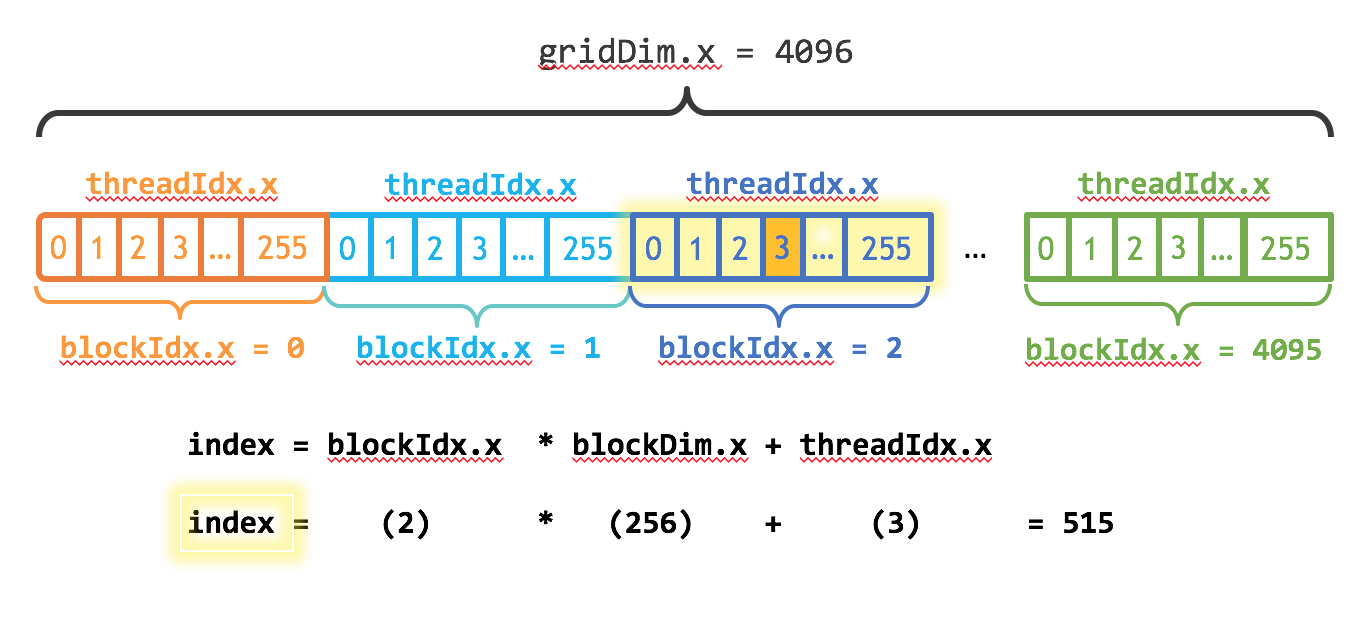 gridDim.x = 4096
threadIdx.x threadIdx.x threadIdx.x threadIdx.x
0 1 2 3 ... 255 0 1 2 3 ... 255 0 1 2 3 ... 255 ... 0 1 2 3 ... 255
blockIdx.x = 0 blockIdx.x = 1 blockIdx.x = 2 blockIdx.x = 4095
index = blockIdx.x * blockDim.x + threadIdx.x
index = (2) * (256) + (3) = 515